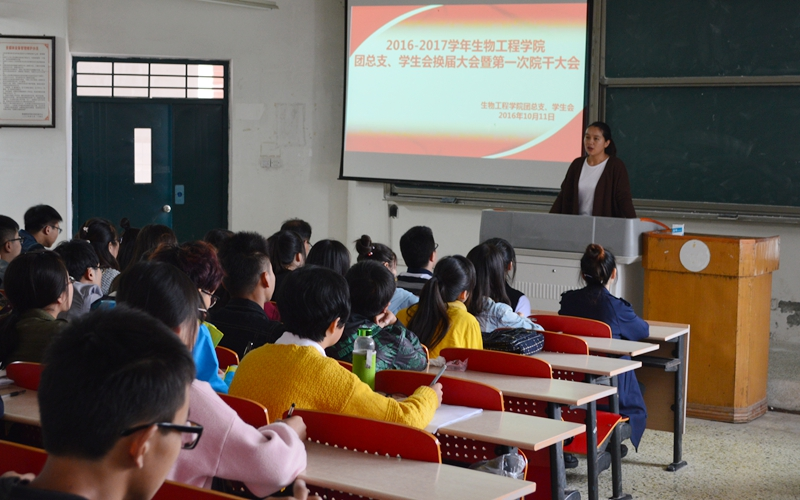 2016-2017学年生物工程学院
团总支、学生会换届大会暨第一次院干大会
生物工程学院团总支、学生会
2016年10月11日